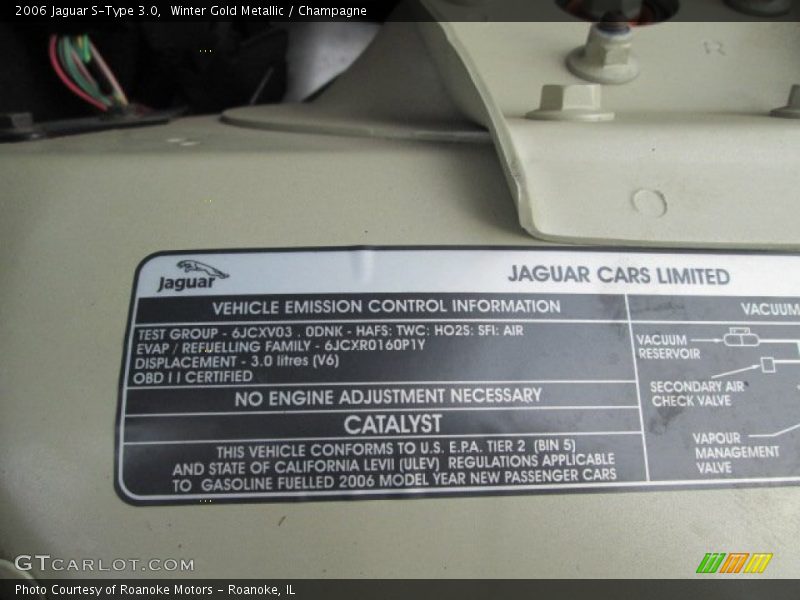 2006 Jaguar S-Type 3.0,  Winter Gold Metallic / Champagne
Jaguar
JAGUAR CARS LIMITED
VEHICLE EMISSION CONTROL INFORMATION
TEST GROUP - 6JCXV03 . 0DNK - HAFS: TWC: HO2S: SFI: AIR
EVAP / REFUELLING FAMILY - 6JCXR0160P1Y
DISPLACEMENT - 3.0 litres (V6)
OBD I I CERTIFIED
NO ENGINE ADJUSTMENT NECESSARY
CATALYST
THIS VEHICLE CONFORMS TO U.S. E.P.A. TIER 2 (BIN 5)
AND STATE OF CALIFORNIA LEVII (ULEV) REGULATIONS APPLICABLE
TO GASOLINE FUELLED 2006 MODEL YEAR NEW PASSENGER CARS
VACUUM
VACUUM
RESERVOIR
SECONDARY AIR
CHECK VALVE
VAPOUR
MANAGEMENT
VALVE
GTCARLOT.COM
Photo Courtesy of Roanoke Motors - Roanoke, IL